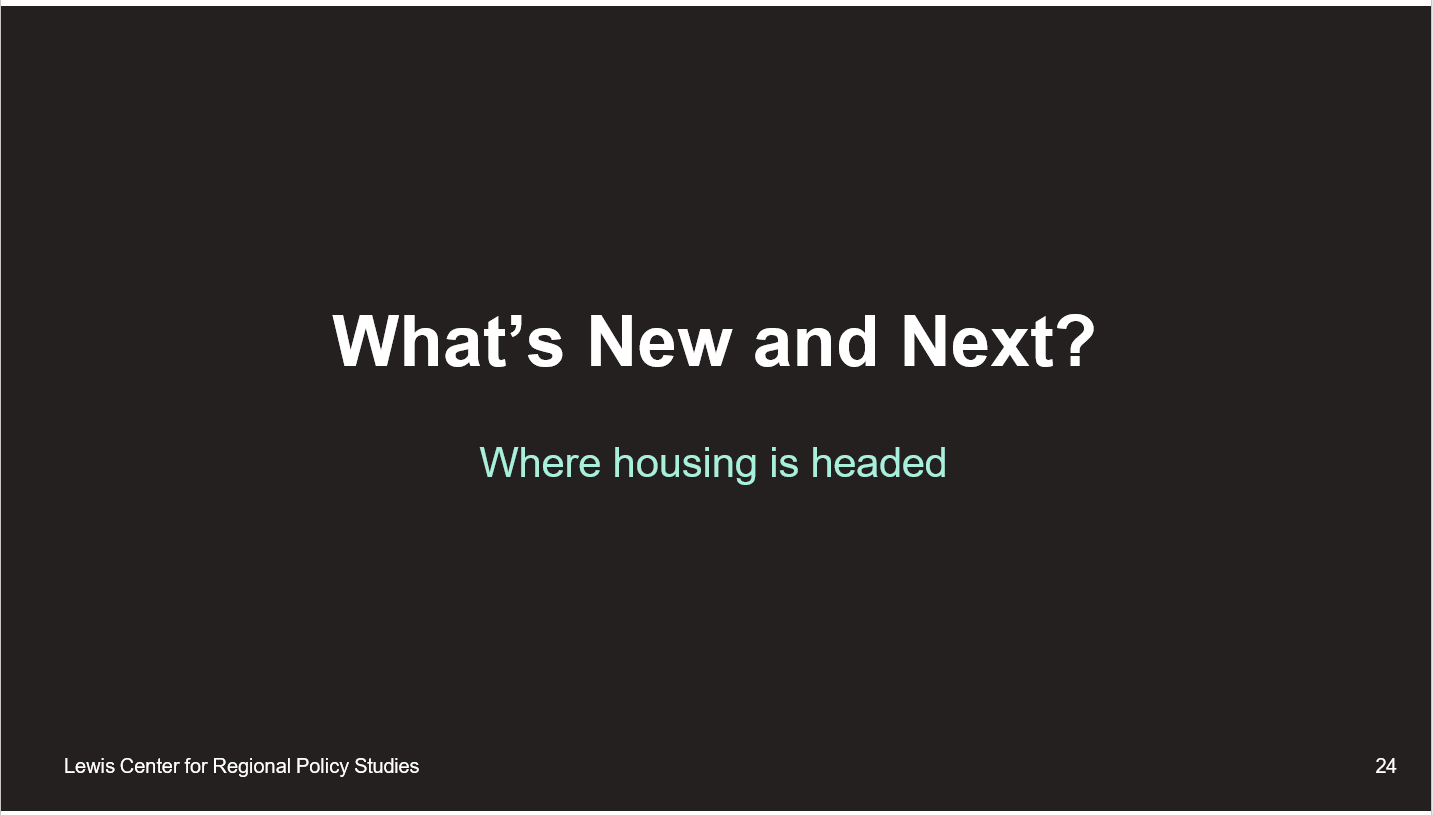 What’s New and Next?
Where housing is headed
Lewis Center for Regional Policy Studies
24